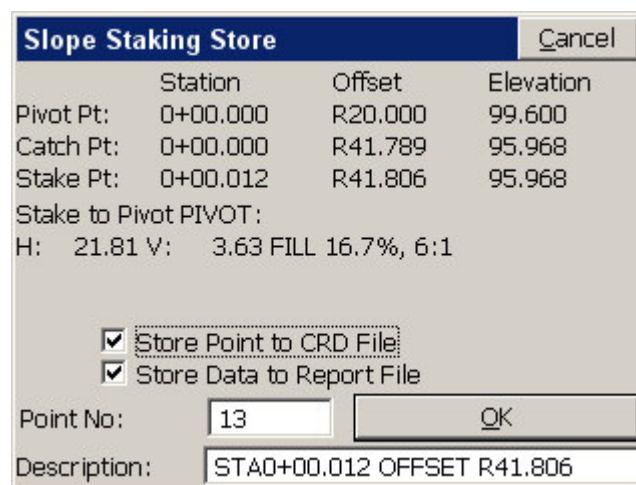 Slope Staking Store Cancel
Station Offset Elevation
Pivot Pt: 0+00.000 R20.000 99.600
Catch Pt: 0+00.000 R41.789 95.968
Stake Pt: 0+00.012 R41.806 95.968
Stake to Pivot PIVOT:
H: 21.81 V: 3.63 FILL 16.7%, 6:1
Store Point to CRD File
Store Data to Report File
Point No: 13 OK
Description: STA0+00.012 OFFSET R41.806